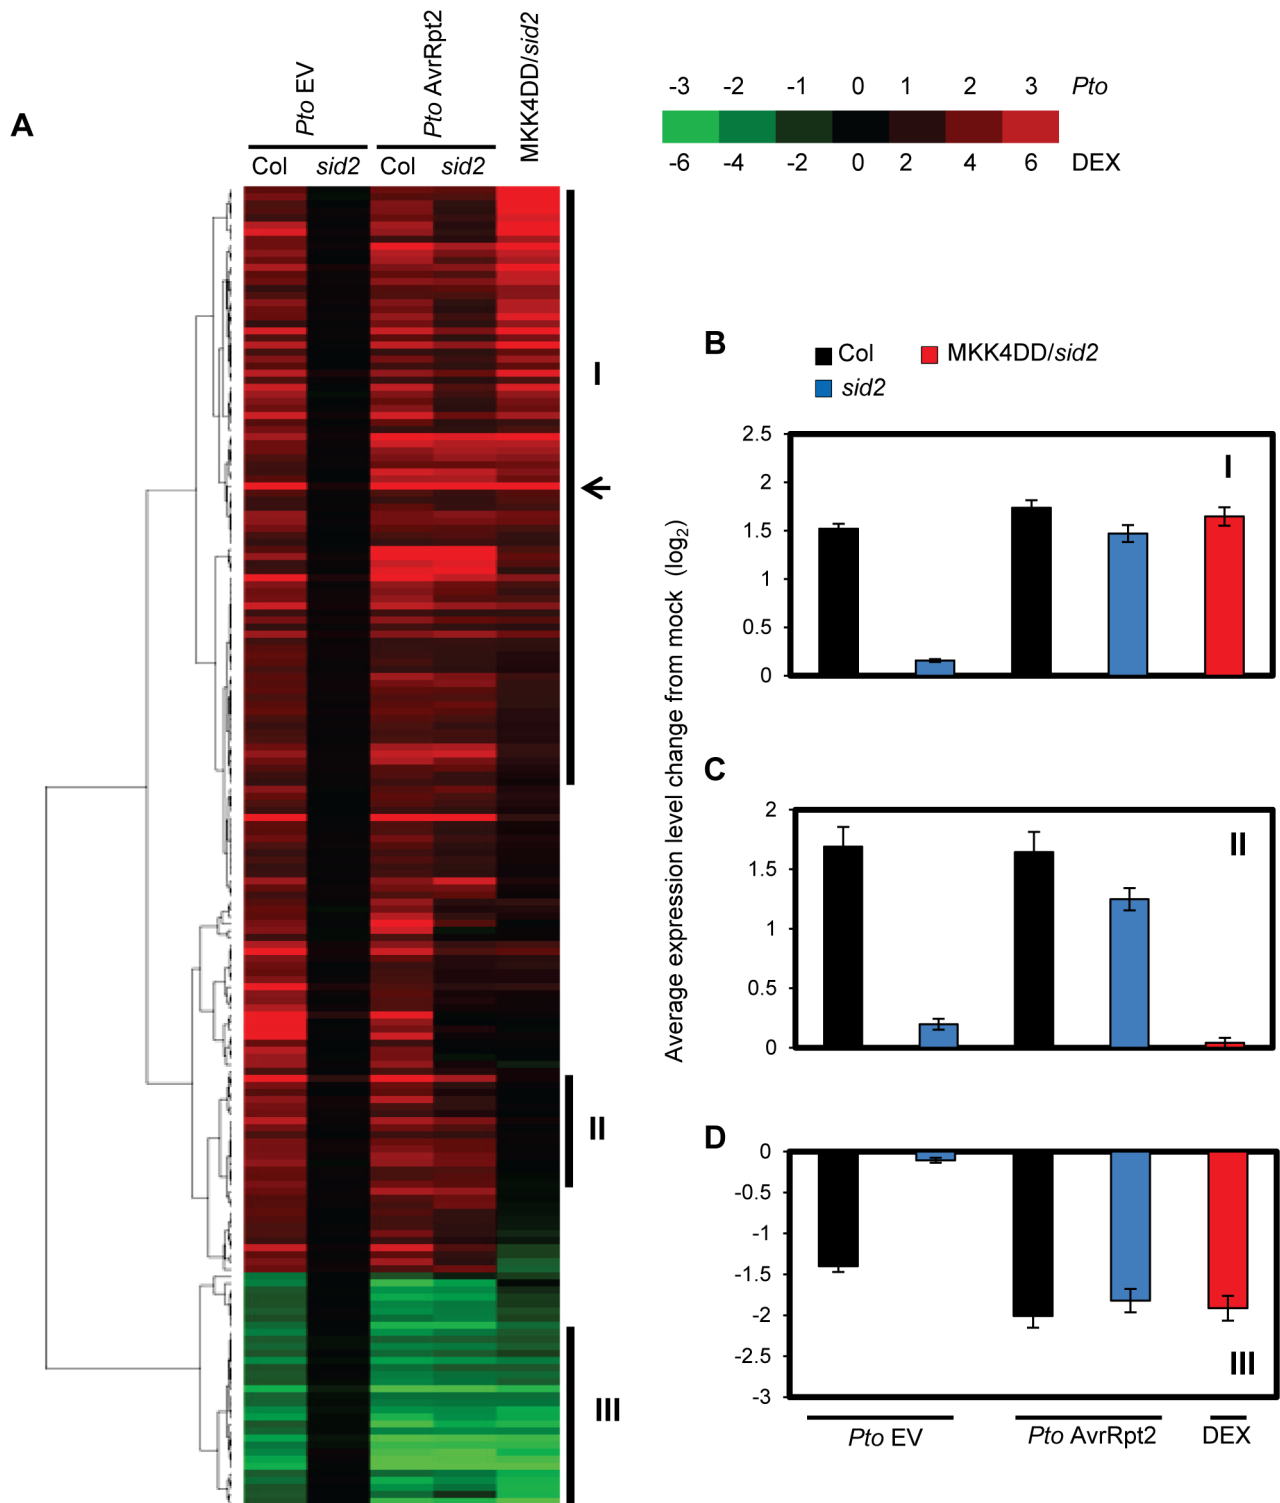 A
Pto EV
Pto AvrRpt2
MKK4DD/sid2
Col sid2 Col sid2
-3 -2 -1 0 1 2 3 Pto
-6 -4 -2 0 2 4 6 DEX
I
II
III
B
Col MKK4DD/sid2
sid2
Average expression level change from mock (log2)
2.5
2
1.5
1
0.5
0
I
C
2
1.5
1
0.5
0
II
D
0
-0.5
-1
-1.5
-2
-2.5
-3
III
Pto EV Pto AvrRpt2 DEX